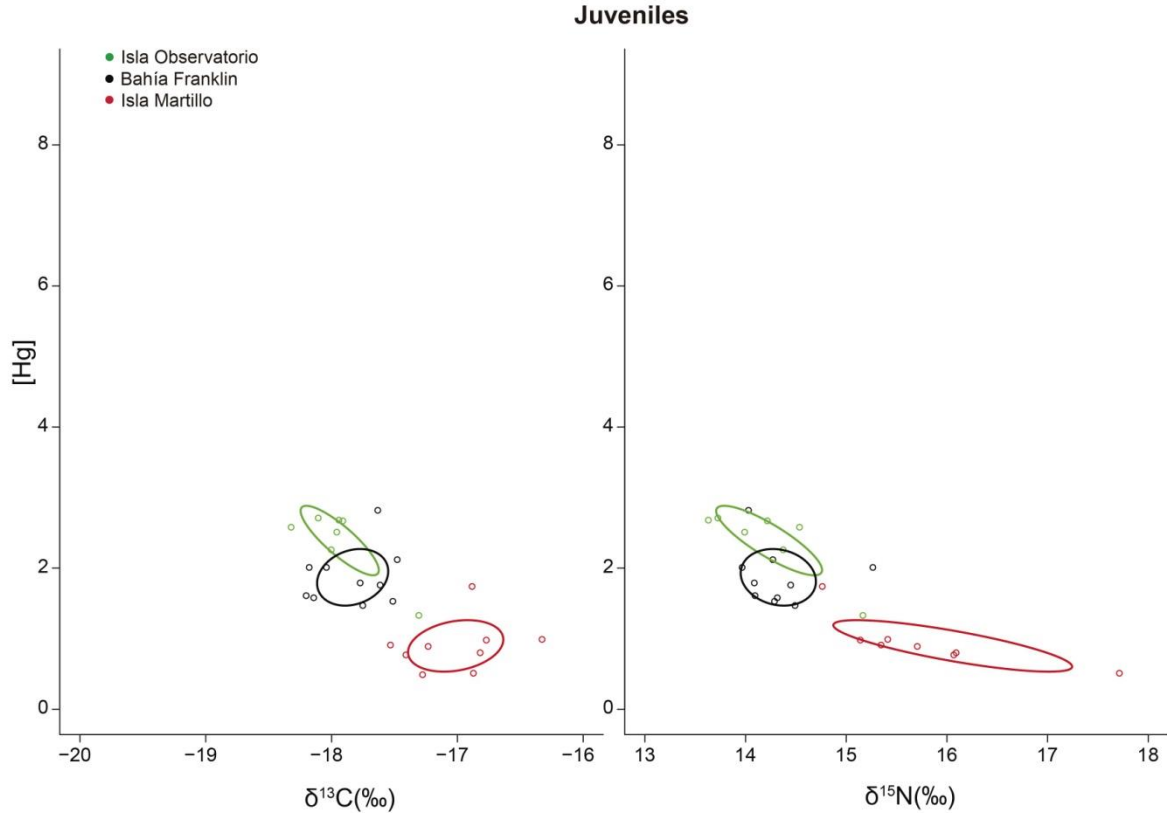 Juveniles
Isla Observatorio
Bahía Franklin
Isla Martillo
[Hg]
8
6
4
2
0
−20 −19 −18 −17 −16
δ¹³C(‰)
8
6
4
2
0
13 14 15 16 17 18
δ¹⁵N(‰)